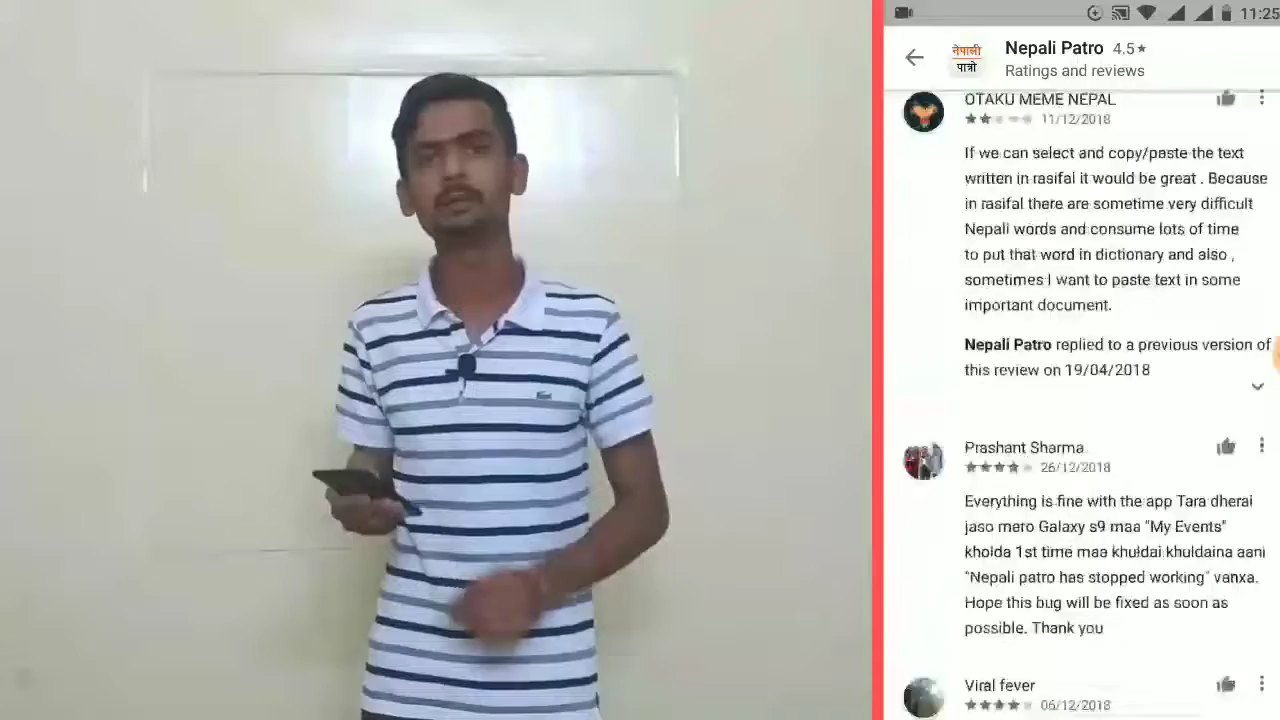 11:25
नेपाली
पात्रो
Nepali Patro 4.5★
Ratings and reviews
OTAKU MEME NEPAL
11/12/2018
If we can select and copy/paste the text
written in rasifal it would be great . Because
in rasifal there are sometime very difficult
Nepali words and consume lots of time
to put that word in dictionary and also ,
sometimes I want to paste text in some
important document.
Nepali Patro replied to a previous version of
this review on 19/04/2018
Prashant Sharma
26/12/2018
Everything is fine with the app Tara dherai
jaso mero Galaxy s9 maa "My Events"
kholda 1st time maa khuldai khuldaina aani
"Nepali patro has stopped working" vanxa.
Hope this bug will be fixed as soon as
possible. Thank you
Viral fever
06/12/2018